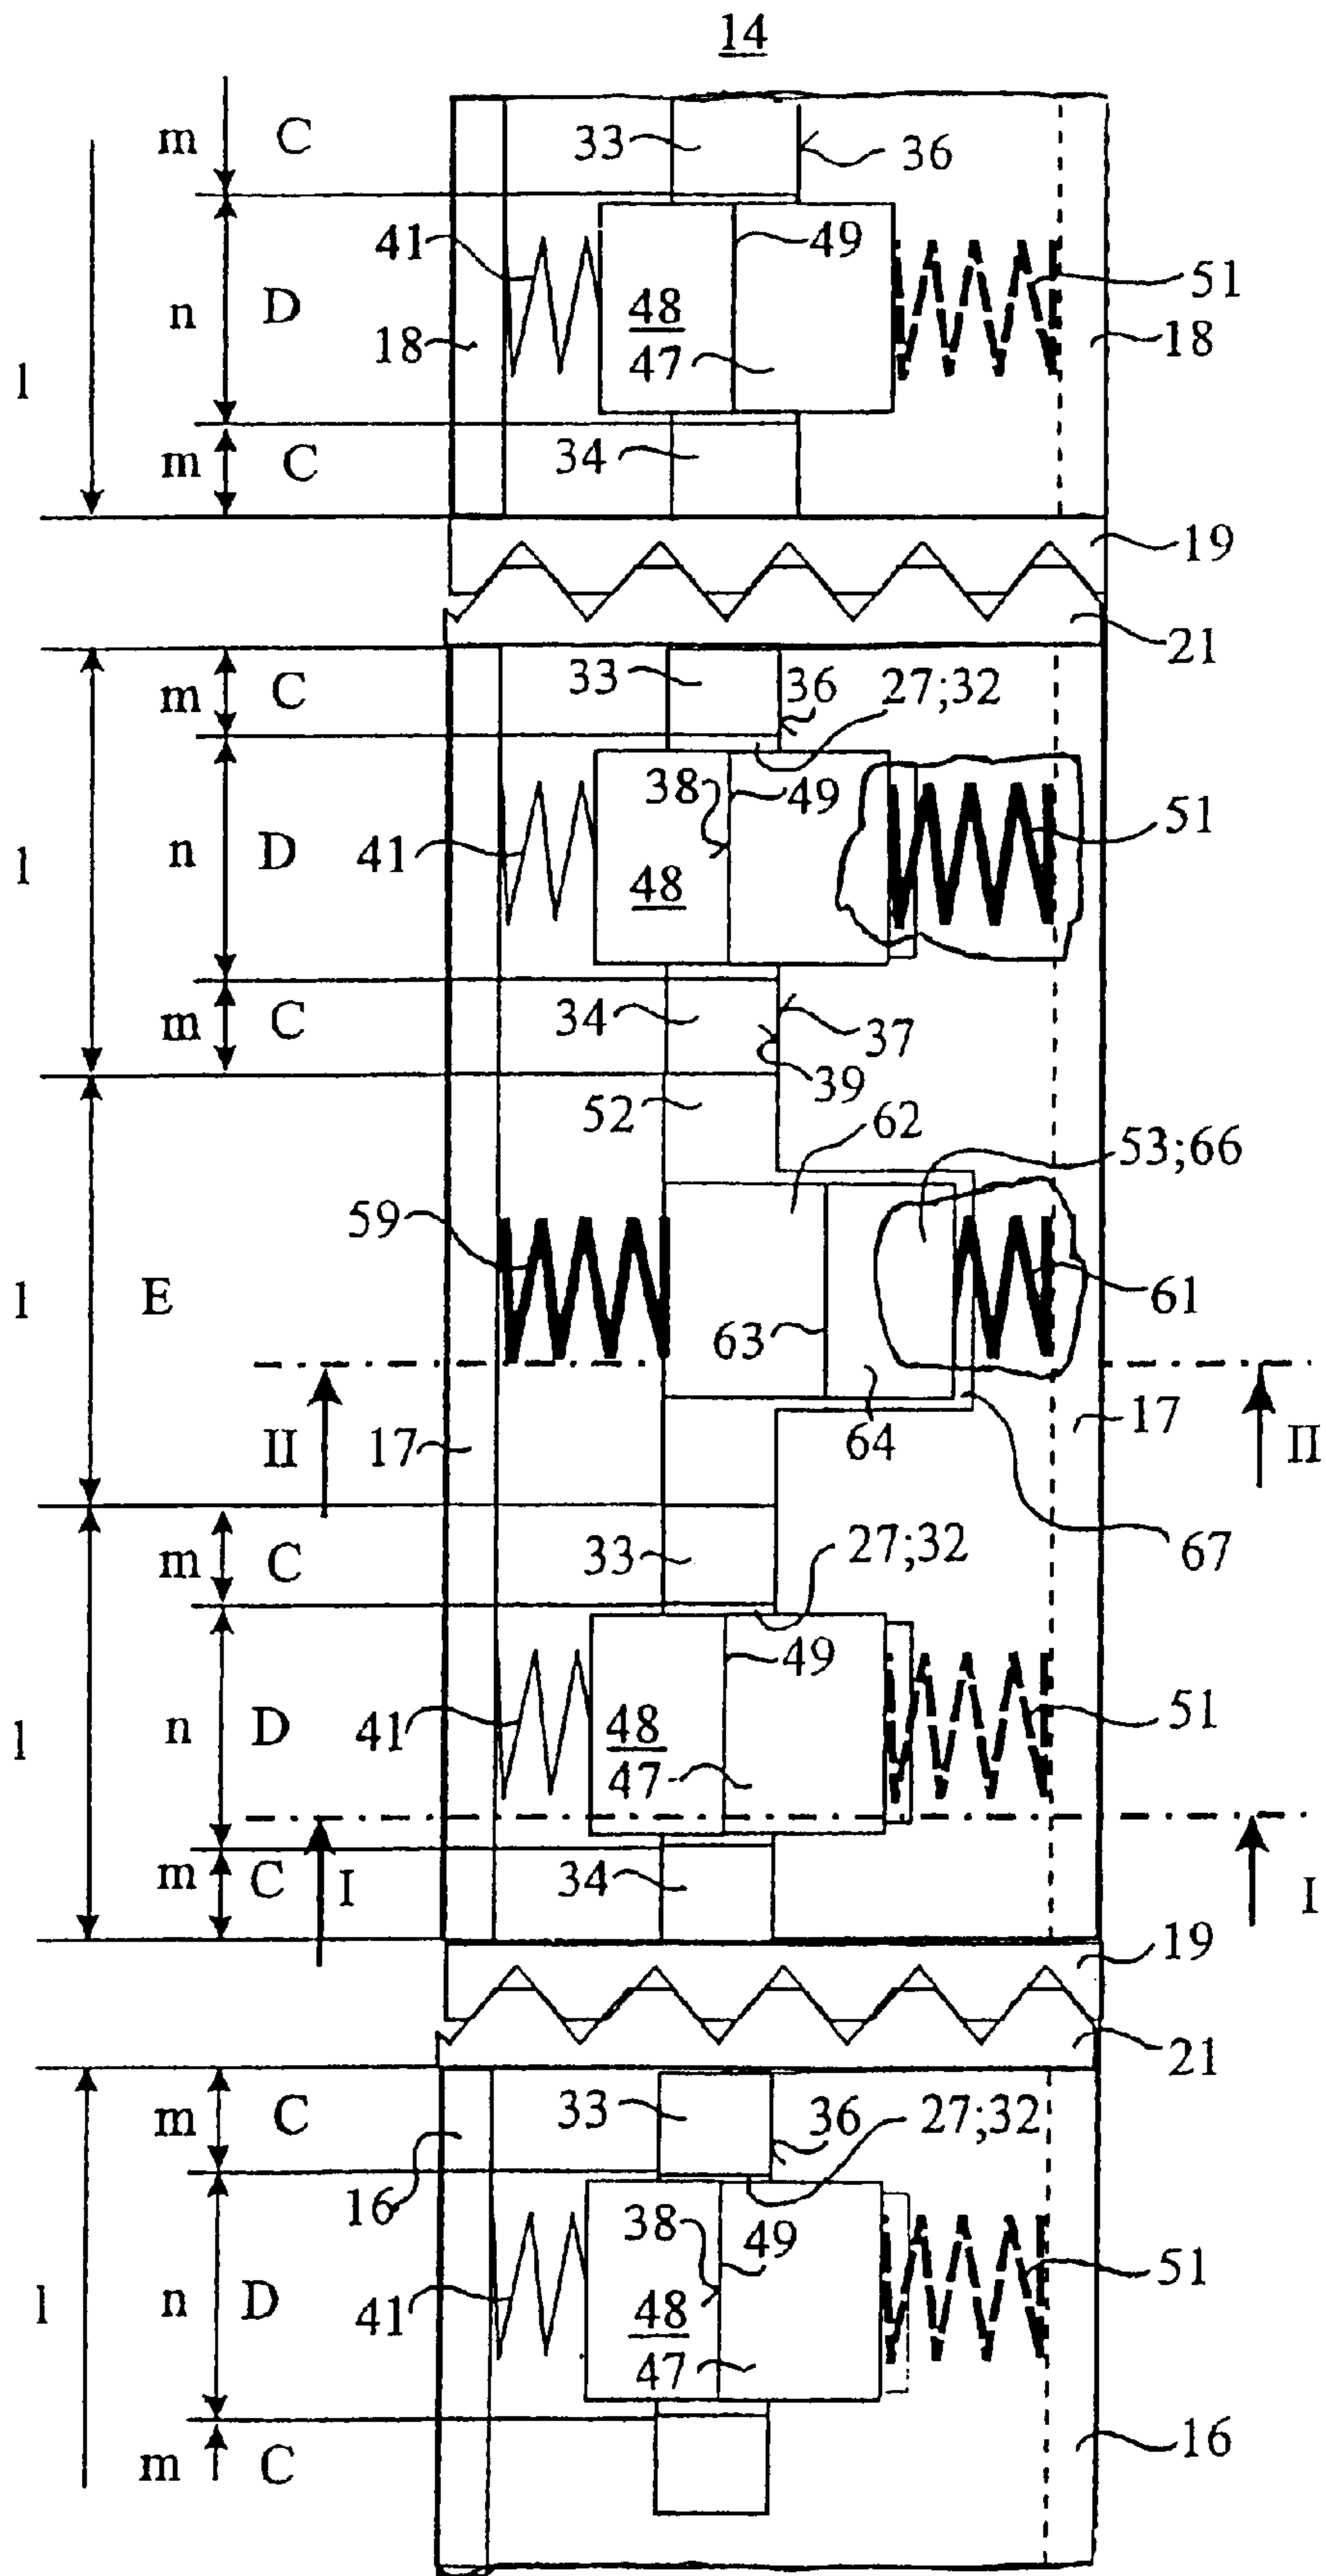 14
m C 33 36
41 49 51
n D 48 18 18
l 47
m C 34
19
21
m C 33 36 27;32
38 49 51
l n D 41 48
m C 34 37
39
52 62 53;66
59
l E 63 61
II 17 64 17 II
m C 33 27;32 67
49
l n D 41 48 51
47
m C I 34 I
19
21
m C 33 36 27;32
16 38 49
l n D 41 48 51
47
m C 16